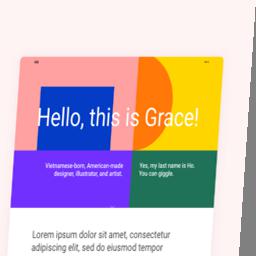 Hello, this is Grace!
Vietnamese-born, American-made
designer, illustrator, and artist.
Yes, my last name is Ho.
You can giggle.
Lorem ipsum dolor sit amet, consectetur
adipiscing elit, sed do eiusmod tempor